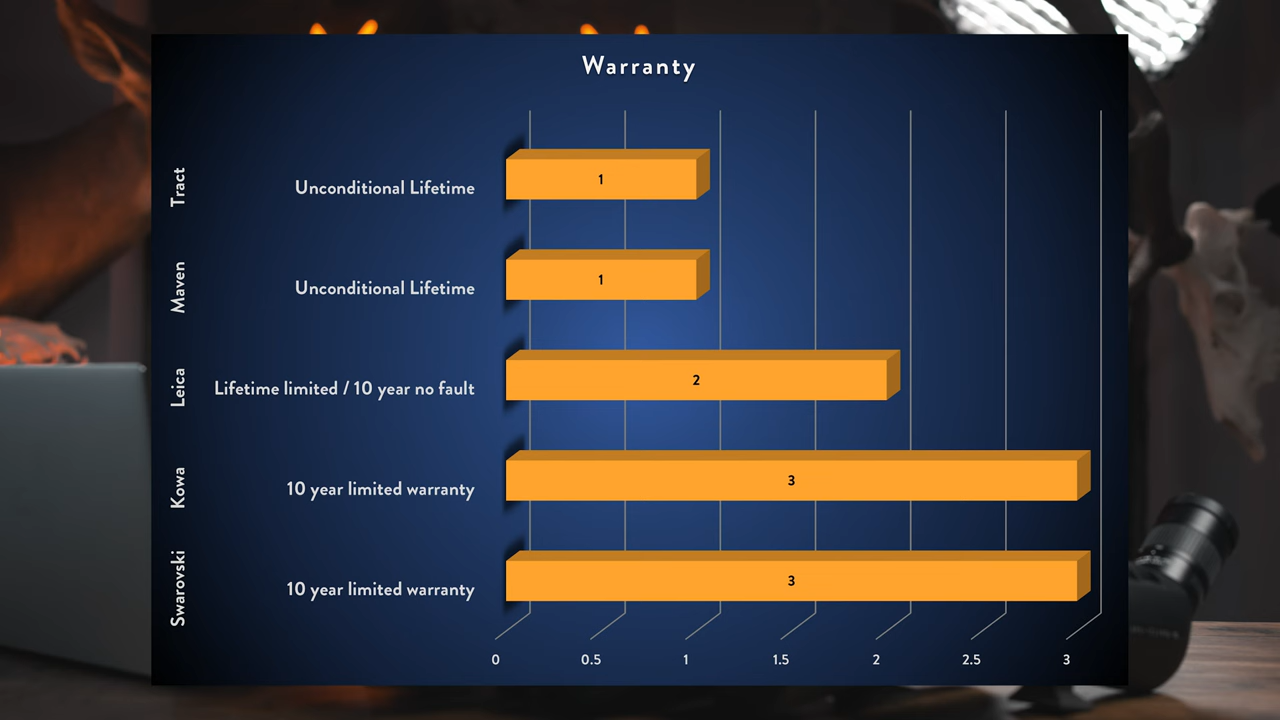 Warranty
Tract
Unconditional Lifetime
1
Maven
Unconditional Lifetime
1
Leica
Lifetime limited / 10 year no fault
2
Kowa
10 year limited warranty
3
Swarovski
10 year limited warranty
3
0 0.5 1 1.5 2 2.5 3